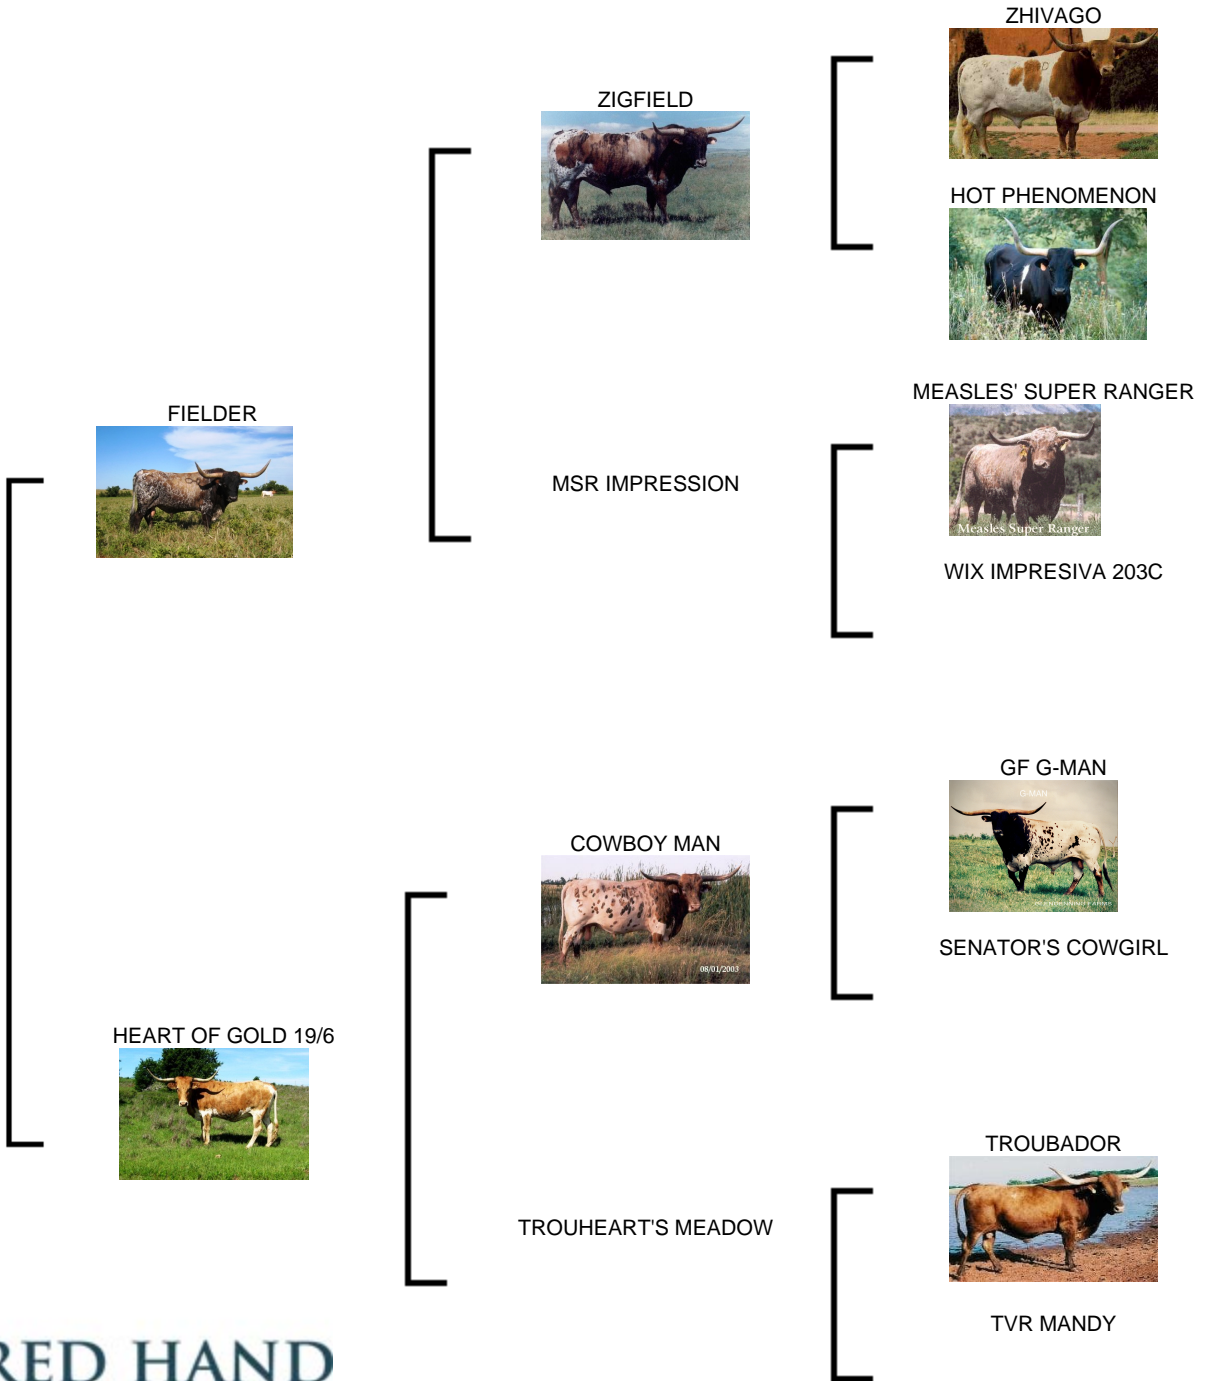 ZHIVAGO
ZIGFIELD
HOT PHENOMENON
FIELDER
MEASLES' SUPER RANGER
Measles Super Ranger
MSR IMPRESSION
WIX IMPRESIVA 203C
GF G-MAN
G-MAN
COWBOY MAN
08/01/2003
SENATOR'S COWGIRL
HEART OF GOLD 19/6
TROUBADOR
TROUHEART'S MEADOW
TVR MANDY
RED HAND